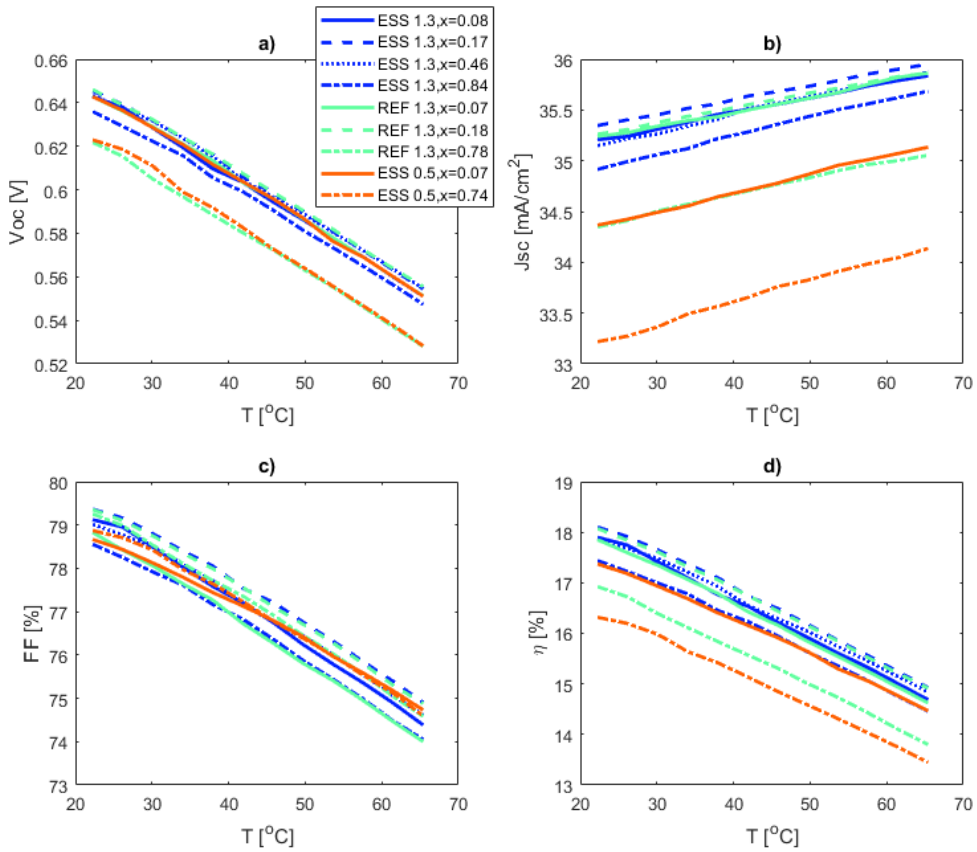 a)
ESS 1.3,x=0.08
ESS 1.3,x=0.17
ESS 1.3,x=0.46
ESS 1.3,x=0.84
REF 1.3,x=0.07
REF 1.3,x=0.18
REF 1.3,x=0.78
ESS 0.5,x=0.07
ESS 0.5,x=0.74
Voc [V]
0.66
0.64
0.62
0.6
0.58
0.56
0.54
0.52
20 30 40 50 60 70
T [°C]
b)
Jsc [mA/cm²]
36
35.5
35
34.5
34
33.5
33
20 30 40 50 60 70
T [°C]
c)
FF [%]
80
79
78
77
76
75
74
73
20 30 40 50 60 70
T [°C]
d)
η [%]
19
18
17
16
15
14
13
20 30 40 50 60 70
T [°C]